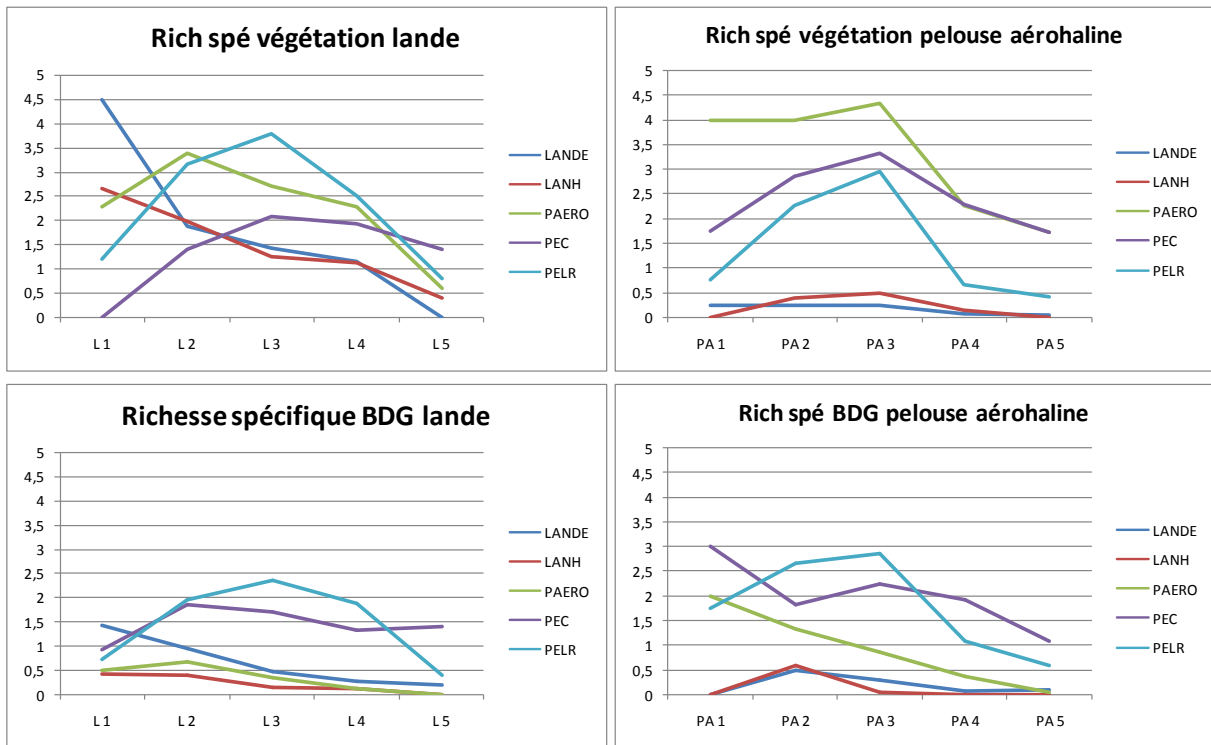 Rich spé végétation lande
5
4,5
4
3,5
3
2,5
2
1,5
1
0,5
0
L 1 L 2 L 3 L 4 L 5
LANDE
LANH
PAERO
PEC
PELR
Rich spé végétation pelouse aérohaline
5
4,5
4
3,5
3
2,5
2
1,5
1
0,5
0
PA 1 PA 2 PA 3 PA 4 PA 5
LANDE
LANH
PAERO
PEC
PELR
Richesse spécifique BDG lande
5
4,5
4
3,5
3
2,5
2
1,5
1
0,5
0
L 1 L 2 L 3 L 4 L 5
LANDE
LANH
PAERO
PEC
PELR
Rich spé BDG pelouse aérohaline
5
4,5
4
3,5
3
2,5
2
1,5
1
0,5
0
PA 1 PA 2 PA 3 PA 4 PA 5
LANDE
LANH
PAERO
PEC
PELR